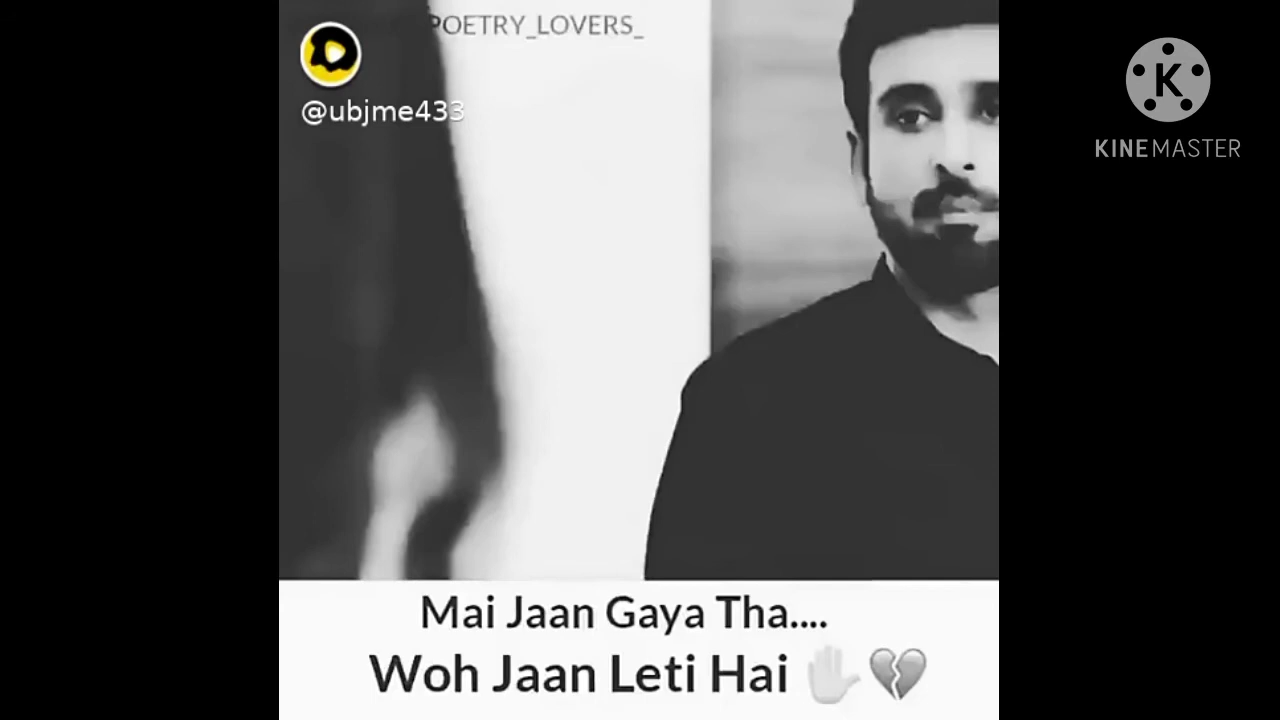 POETRY_LOVERS_
@ubjme433
KINEMASTER
Mai Jaan Gaya Tha....
Woh Jaan Leti Hai ✋💔